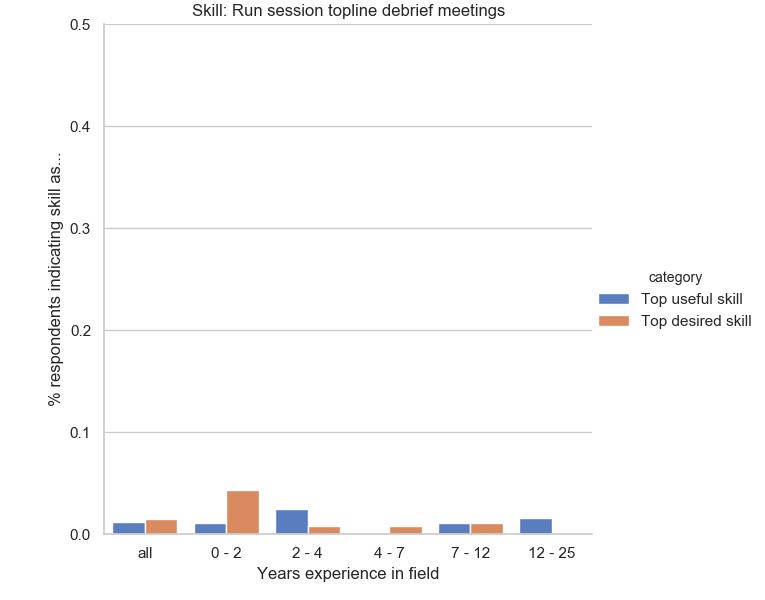 Skill: Run session topline debrief meetings
0.5
0.4
0.3
0.2
0.1
0.0
% respondents indicating skill as...
all
0 - 2
2 - 4
4 - 7
7 - 12
12 - 25
Years experience in field
category
Top useful skill
Top desired skill